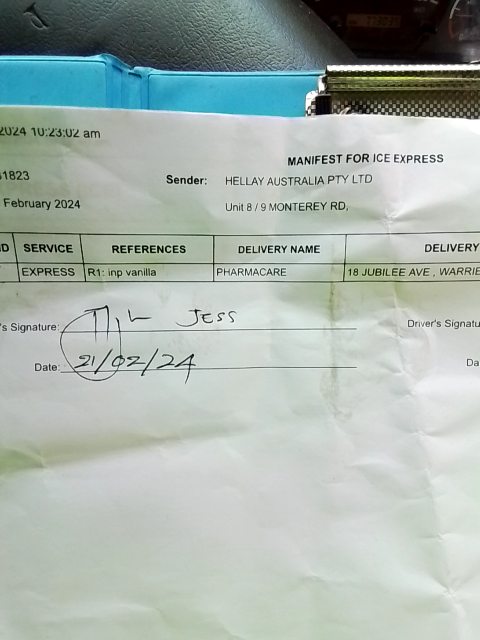 2024 10:23:02 am
MANIFEST FOR ICE EXPRESS
1823
Sender: HELLAY AUSTRALIA PTY LTD
February 2024
Unit 8 / 9 MONTEREY RD,
ID SERVICE REFERENCES DELIVERY NAME DELIVERY
EXPRESS R1: inp vanilla PHARMACARE 18 JUBILEE AVE , WARRIE
's Signature: JESS Driver's Signatu
Date: 21/02/24 Da